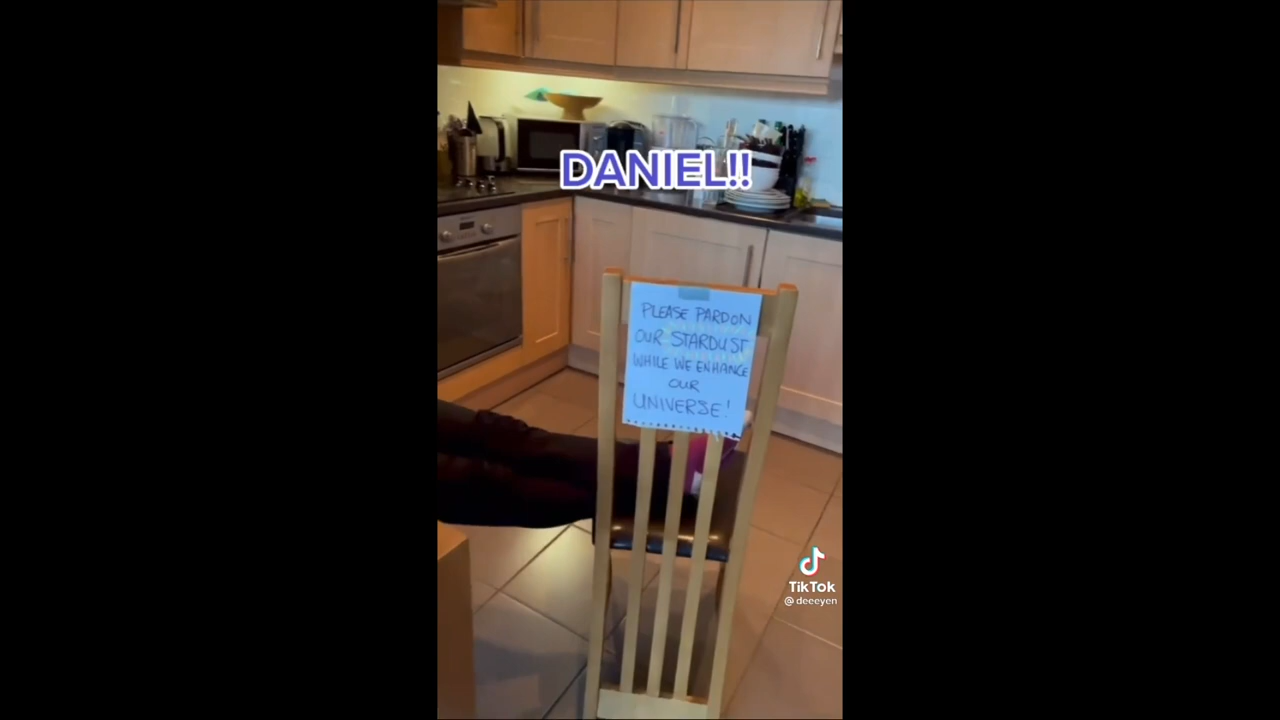 DANIEL!!
PLEASE PARDON
OUR STARDUST
WHILE WE ENHANCE
OUR
UNIVERSE!
TikTok
@deeeyen